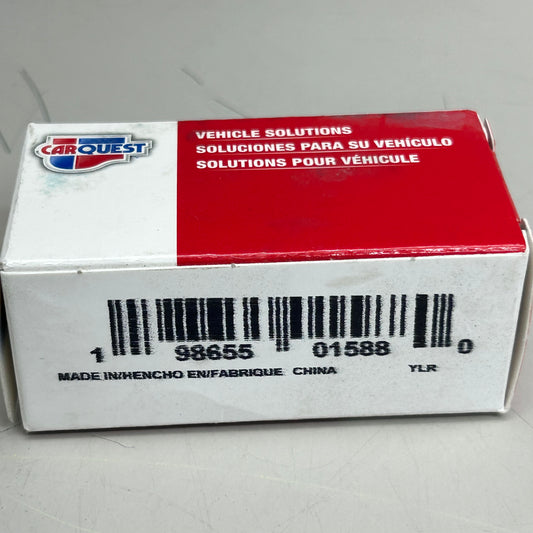 CARQUEST
VEHICLE SOLUTIONS
SOLUCIONES PARA SU VEHÍCULO
SOLUTIONS POUR VÉHICULE
1 98655 01588 0
MADE IN/HENCHO EN/FABRIQUE CHINA YLR